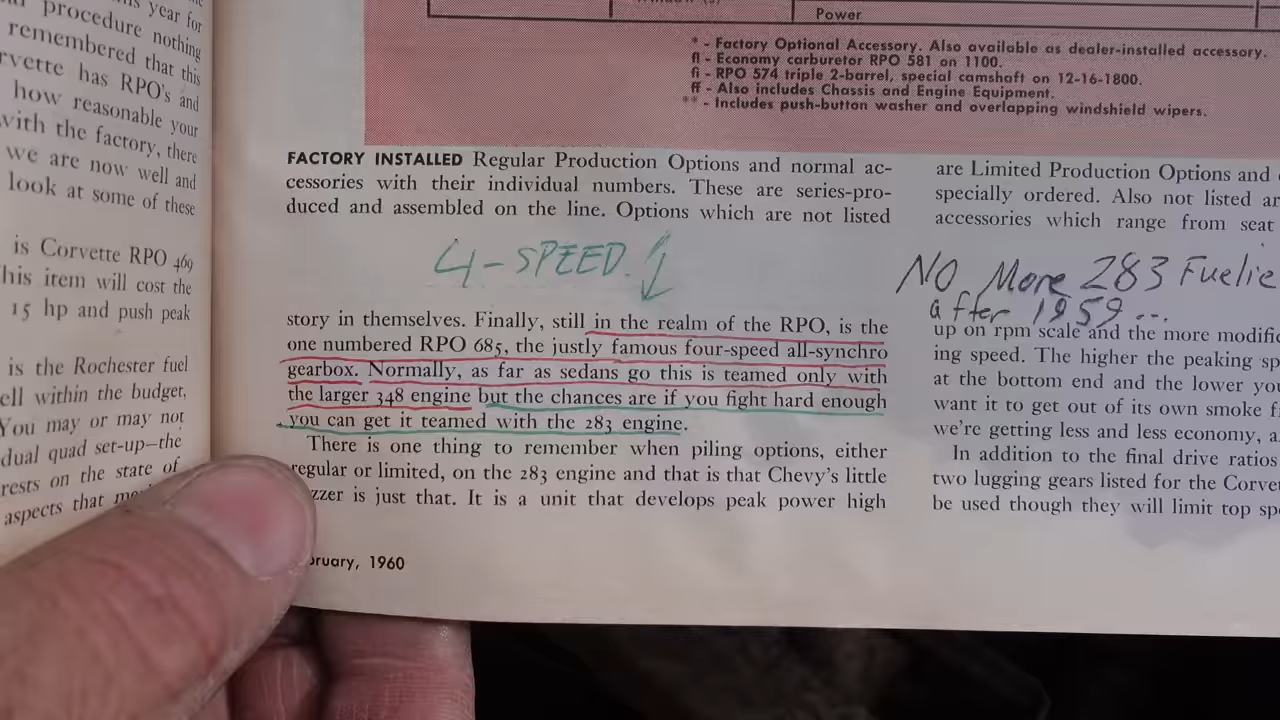 year for
procedure nothing
remembered that this
has RPO's and
how reasonable your
with the factory, there
we are now well and
look at some of these
is Corvette RPO 469
his item will cost the
15 hp and push peak
is the Rochester fuel
well within the budget,
You may or may not
dual quad set-up—the
rests on the state of
aspects that
Power
* - Factory Optional Accessory. Also available as dealer-installed accessory.
fl - Economy carburetor RPO 581 on 1100.
fi - RPO 574 triple 2-barrel, special camshaft on 12-16-1800.
ff - Also includes Chassis and Engine Equipment.
** - Includes push-button washer and overlapping windshield wipers.
FACTORY INSTALLED Regular Production Options and normal ac-
cessories with their individual numbers. These are series-pro-
duced and assembled on the line. Options which are not listed
4-SPEED.
story in themselves. Finally, still in the realm of the RPO, is the
one numbered RPO 685, the justly famous four-speed all-synchro
gearbox. Normally, as far as sedans go this is teamed only with
the larger 348 engine but the chances are if you fight hard enough
you can get it teamed with the 283 engine.
There is one thing to remember when piling options, either
regular or limited, on the 283 engine and that is that Chevy's little
zzer is just that. It is a unit that develops peak power high
bruary, 1960
are Limited Production Options and
specially ordered. Also not listed ar
accessories which range from seat
NO More 283 Fuelie
after 1959...
up on rpm scale and the more modific
ing speed. The higher the peaking sp
at the bottom end and the lower you
want it to get out of its own smoke f
we're getting less and less economy, a
In addition to the final drive ratios
two lugging gears listed for the Corve
be used though they will limit top sp